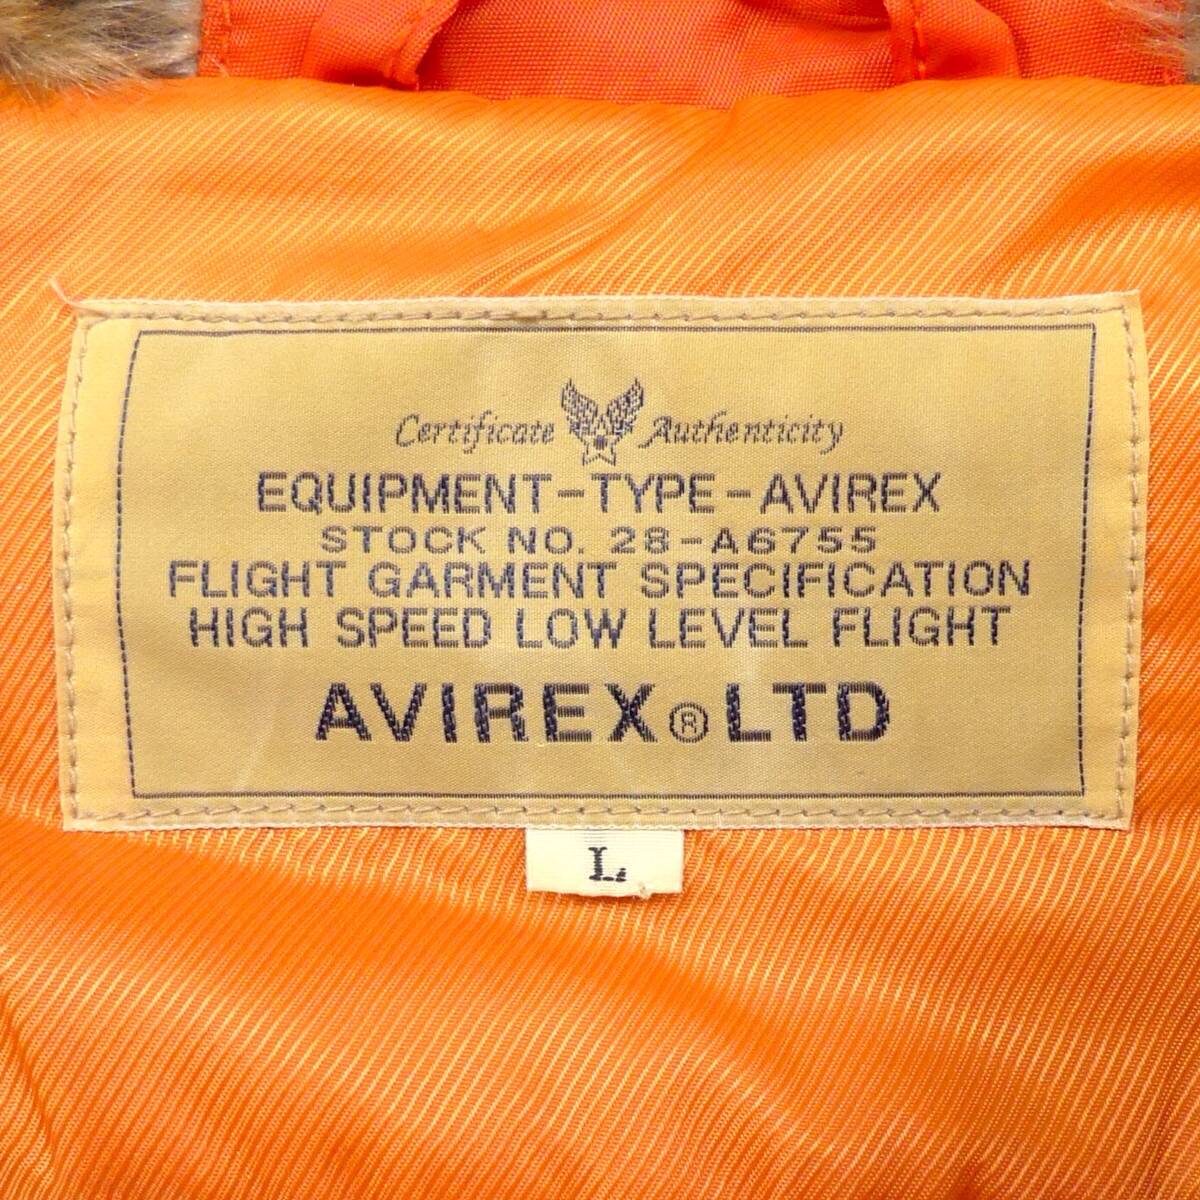 Certificate Authenticity
EQUIPMENT-TYPE-AVIREX
STOCK NO. 28-A6755
FLIGHT GARMENT SPECIFICATION
HIGH SPEED LOW LEVEL FLIGHT
AVIREX®LTD
L